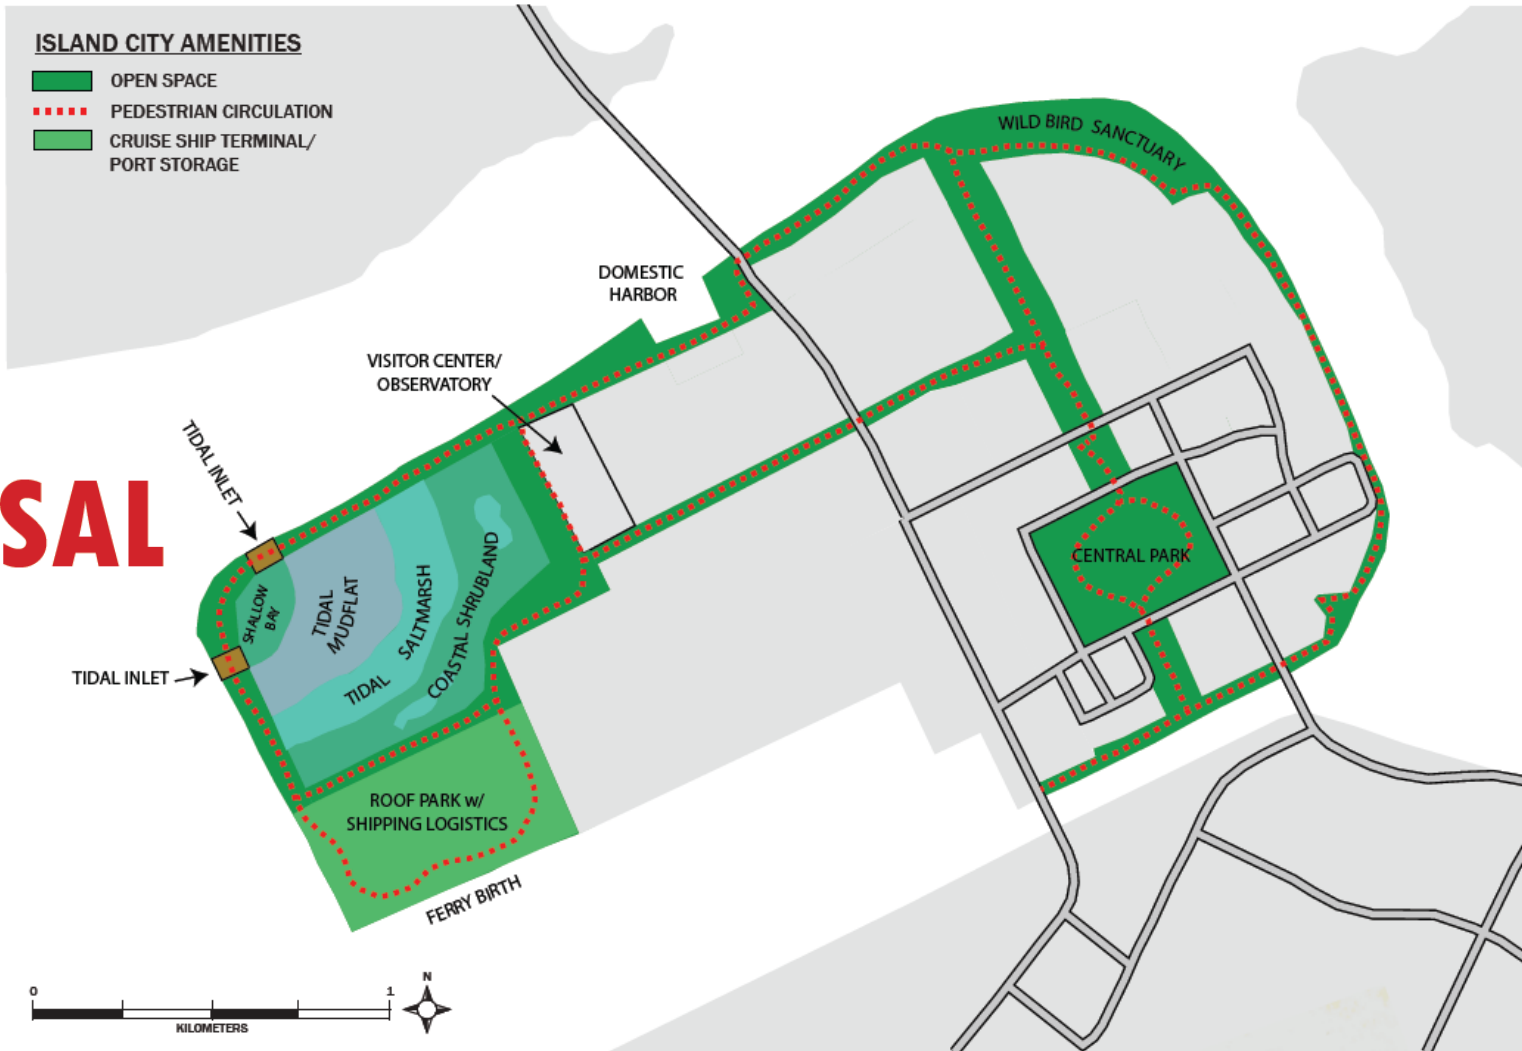 ISLAND CITY AMENITIES
OPEN SPACE
PEDESTRIAN CIRCULATION
CRUISE SHIP TERMINAL/
PORT STORAGE
WILD BIRD SANCTUARY
DOMESTIC
HARBOR
VISITOR CENTER/
OBSERVATORY
TIDAL INLET
SAL
SHALLOW
BAY
TIDAL
MUDFLAT
TIDAL SALTMARSH
COASTAL SHRUBLAND
CENTRAL PARK
TIDAL INLET
ROOF PARK w/
SHIPPING LOGISTICS
FERRY BIRTH
N
0 1
KILOMETERS